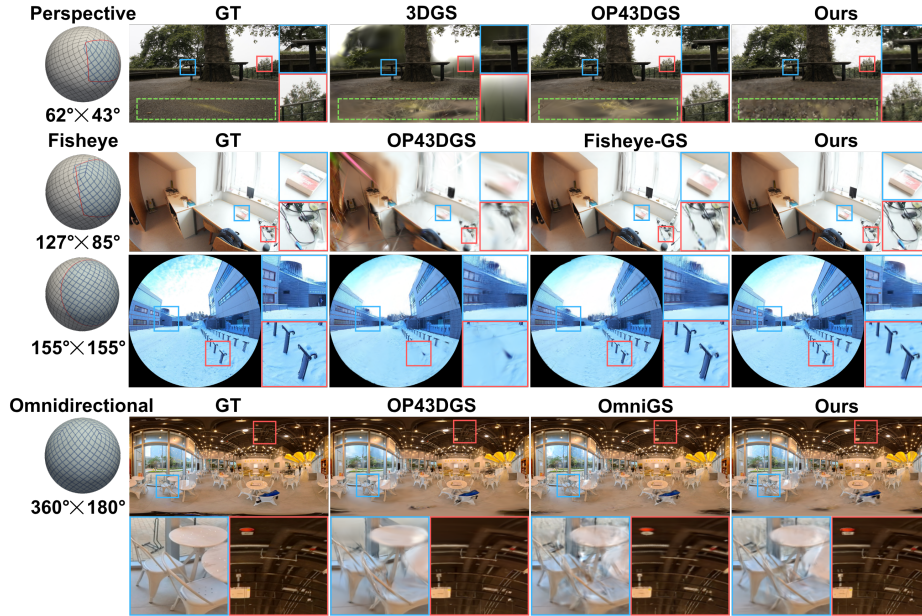 Perspective GT 3DGS OP43DGS Ours
62°×43°
Fisheye GT OP43DGS Fisheye-GS Ours
127°×85°
155°×155°
Omnidirectional GT OP43DGS OmniGS Ours
360°×180°